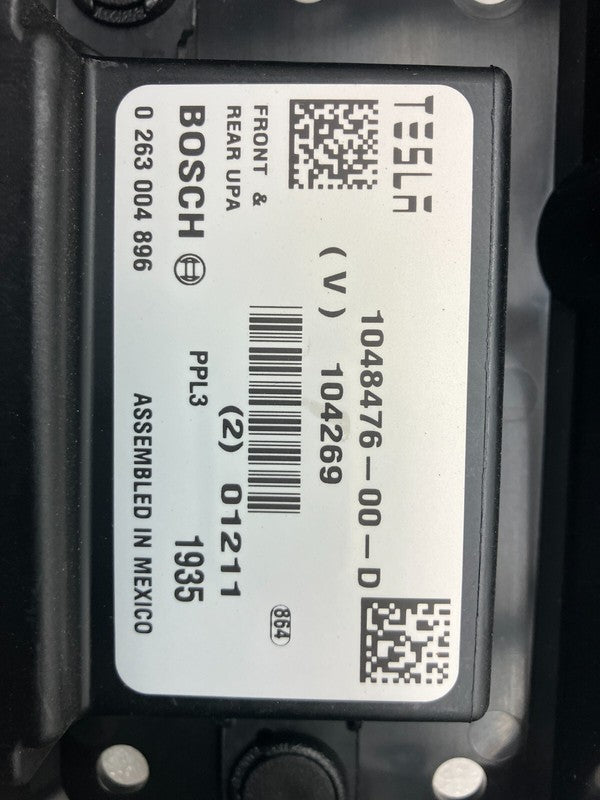 TESLA
1048476-00-D
(V) 104269
FRONT &
REAR UPA
(2) 01211
864
BOSCH
PPL3
1935
0 263 004 896
ASSEMBLED IN MEXICO